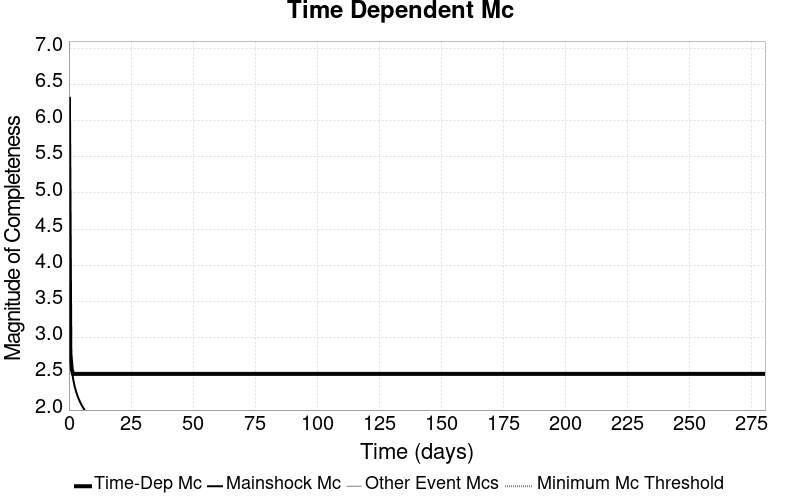 Time Dependent Mc
Magnitude of Completeness
7.0
6.5
6.0
5.5
5.0
4.5
4.0
3.5
3.0
2.5
2.0
0 25 50 75 100 125 150 175 200 225 250 275
Time (days)
Time-Dep Mc Mainshock Mc Other Event Mcs Minimum Mc Threshold